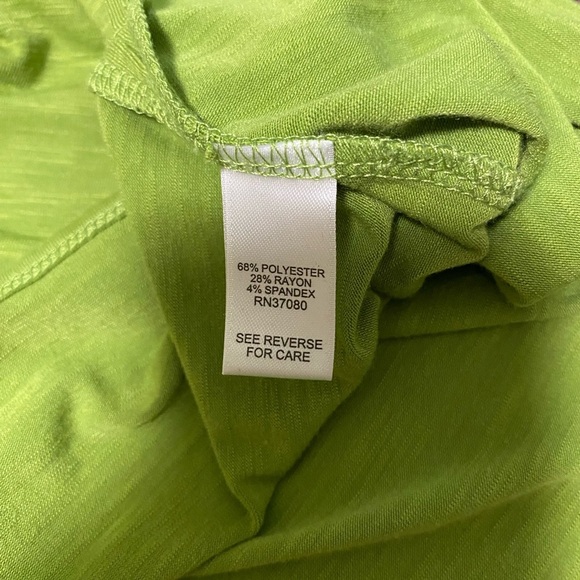 68% POLYESTER
28% RAYON
4% SPANDEX
RN37080
SEE REVERSE
FOR CARE